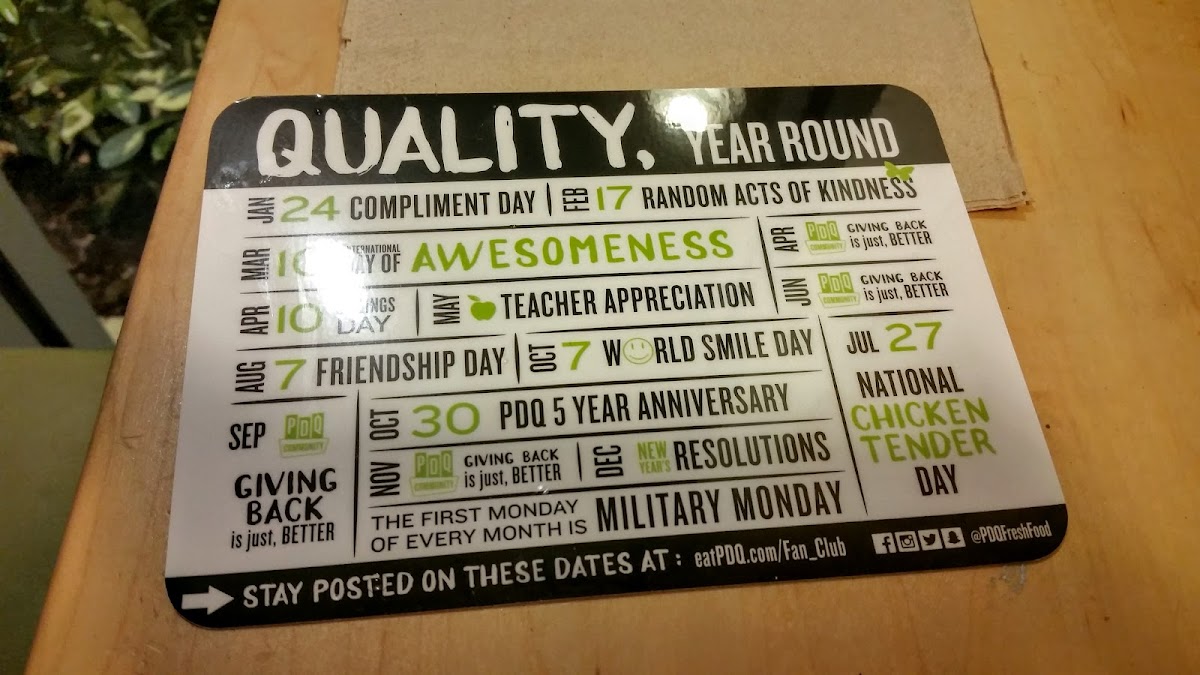 QUALITY, YEAR ROUND
JAN 24 COMPLIMENT DAY
FEB 17 RANDOM ACTS OF KINDNESS
MAR DAY OF AWESOMENESS
APR PDQ COMMUNITY GIVING BACK
is just, BETTER
APR 10 DAY
MAY TEACHER APPRECIATION
JUN PDQ COMMUNITY GIVING BACK
is just, BETTER
AUG 7 FRIENDSHIP DAY
OCT 7 WORLD SMILE DAY
JUL 27
NATIONAL
CHICKEN
TENDER
DAY
SEP PDQ COMMUNITY
GIVING
BACK
is just, BETTER
OCT 30 PDQ 5 YEAR ANNIVERSARY
NOV PDQ COMMUNITY GIVING BACK
is just, BETTER
DEC NEW YEAR'S RESOLUTIONS
THE FIRST MONDAY
OF EVERY MONTH IS MILITARY MONDAY
STAY POSTED ON THESE DATES AT : eatPDQ.com/Fan_Club
@PDQFreshFood